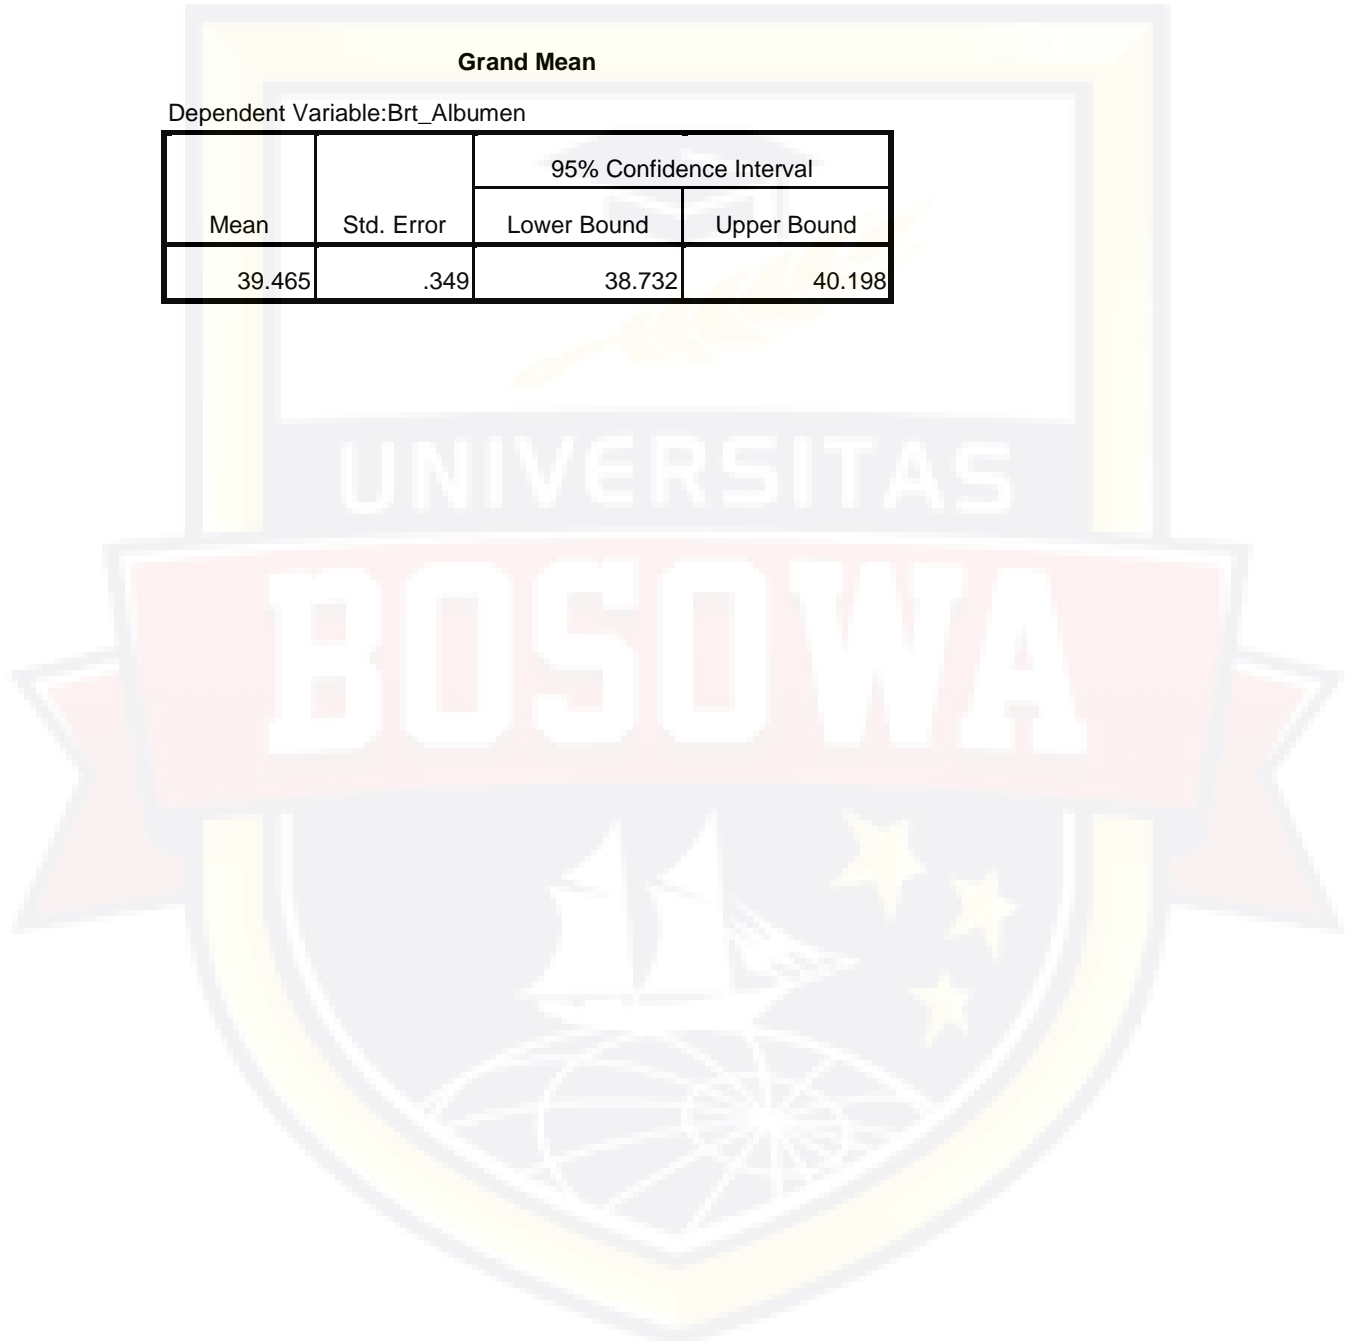 Grand Mean
Dependent Variable:Brt_Albumen
95% Confidence Interval
Mean Std. Error Lower Bound Upper Bound
39.465 .349 38.732 40.198
UNIVERSITAS
BOSOWA